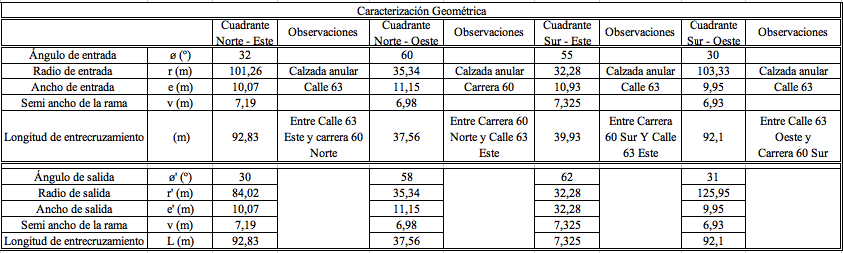 Caracterización Geométrica
Cuadrante Norte - Este Observaciones Cuadrante Norte - Oeste Observaciones Cuadrante Sur - Este Observaciones Cuadrante Sur - Oeste Observaciones
Ángulo de entrada ø (º) 32 60 55 30
Radio de entrada r (m) 101,26 Calzada anular 35,34 Calzada anular 32,28 Calzada anular 103,33 Calzada anular
Ancho de entrada e (m) 10,07 Calle 63 11,15 Carrera 60 10,93 Calle 63 9,95 Calle 63
Semi ancho de la rama v (m) 7,19 6,98 7,325 6,93
Longitud de entrecruzamiento (m) 92,83 Entre Calle 63 Este y carrera 60 Norte 37,56 Entre Carrera 60 Norte y Calle 63 Este 39,93 Entre Carrera 60 Sur Y Calle 63 Este 92,1 Entre Calle 63 Oeste y Carrera 60 Sur
Ángulo de salida ø' (º) 30 58 62 31
Radio de salida r' (m) 84,02 35,34 32,28 125,95
Ancho de salida e' (m) 10,07 11,15 32,28 9,95
Semi ancho de la rama v (m) 7,19 6,98 7,325 6,93
Longitud de entrecruzamiento L (m) 92,83 37,56 7,325 92,1